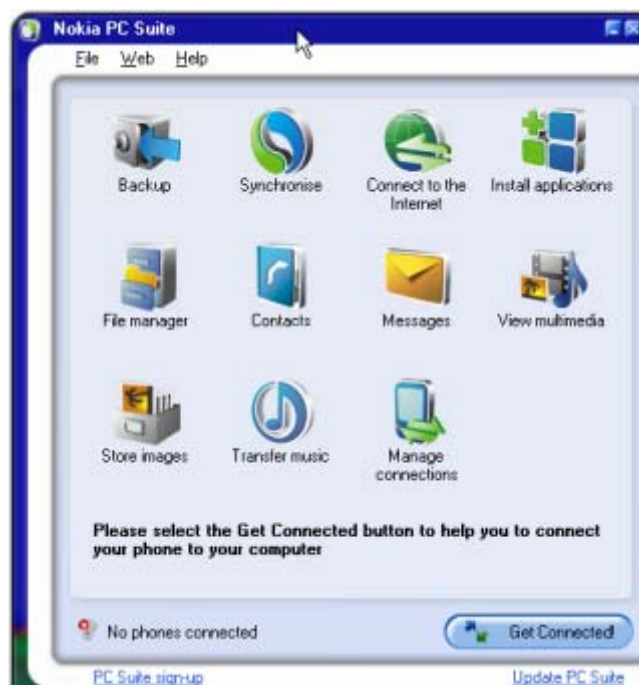 Nokia PC Suite
File Web Help
Backup Synchronise Connect to the Internet Install applications
File manager Contacts Messages View multimedia
Store images Transfer music Manage connections
Please select the Get Connected button to help you to connect
your phone to your computer
No phones connected Get Connected!
PC Suite sign-up Update PC Suite